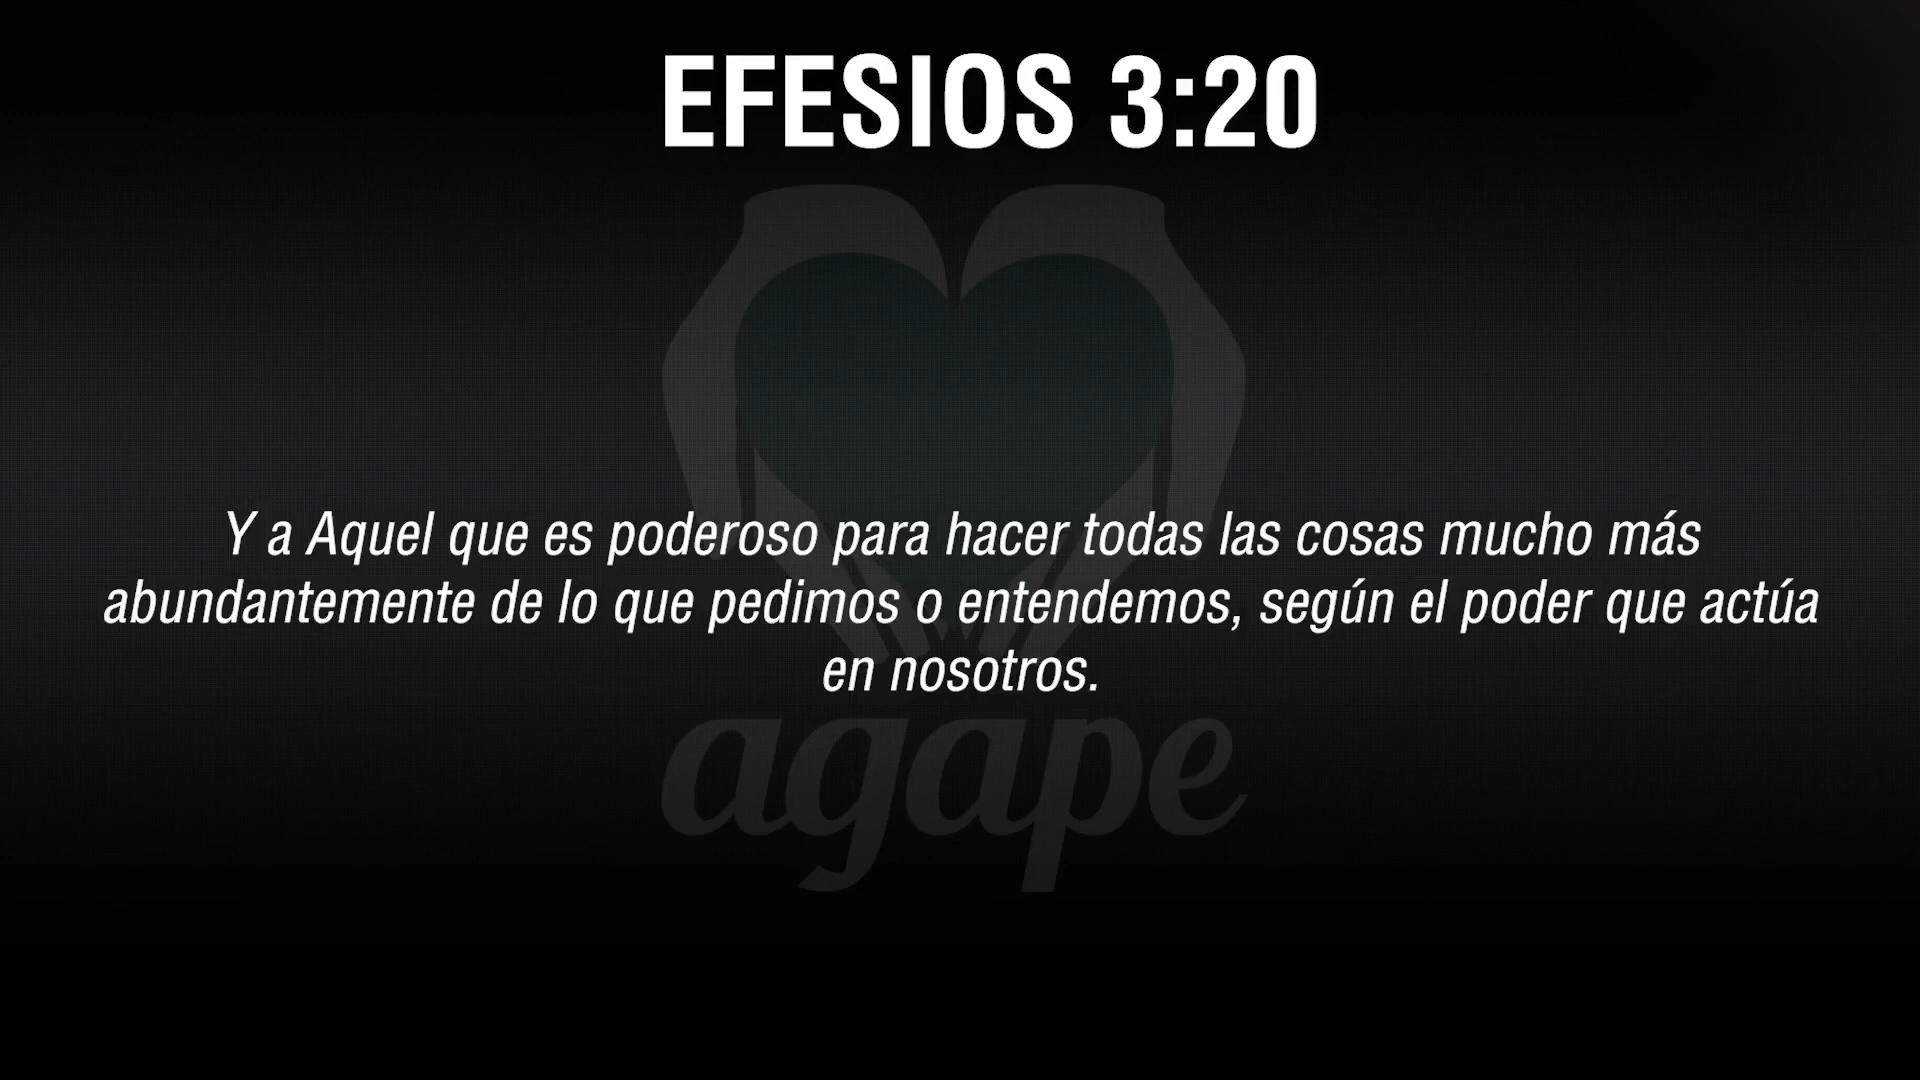 EFESIOS 3:20
Y a Aquel que es poderoso para hacer todas las cosas mucho más
abundantemente de lo que pedimos o entendemos, según el poder que actúa
en nosotros.
agape